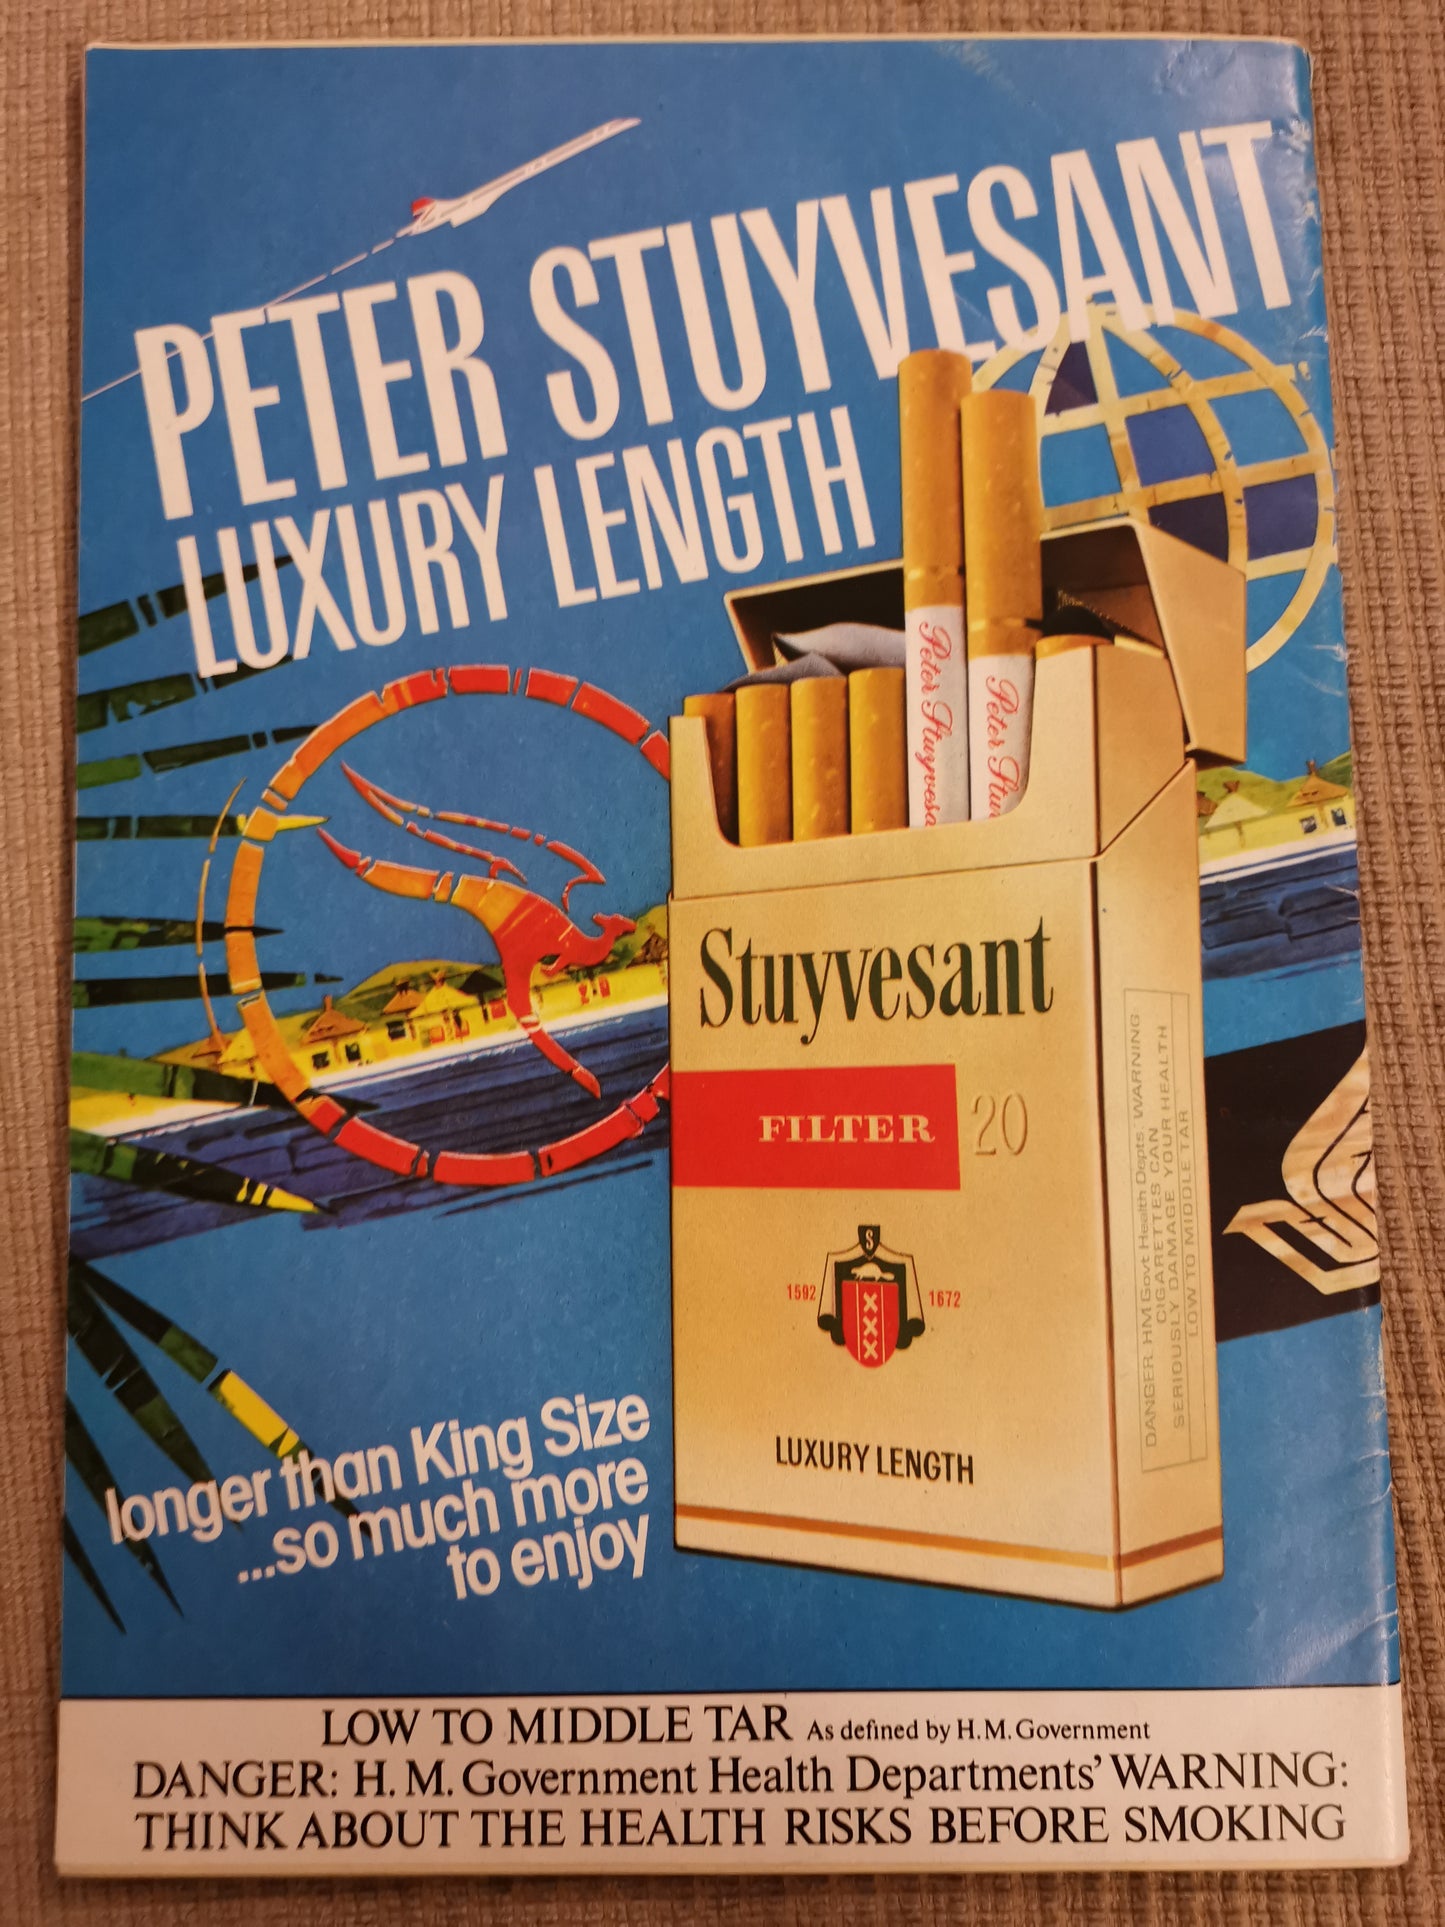 PETER STUYVESANT
LUXURY LENGTH
Peter Stuyvesa
Peter Stu
Stuyvesant
FILTER 20
S
1592 1672
XXX
LUXURY LENGTH
DANGER HM Govt Health Depts' WARNING:
CIGARETTES CAN
SERIOUSLY DAMAGE YOUR HEALTH
LOW TO MIDDLE TAR
longer than King Size
...so much more
to enjoy
LOW TO MIDDLE TAR As defined by H.M. Government
DANGER: H.M. Government Health Departments' WARNING:
THINK ABOUT THE HEALTH RISKS BEFORE SMOKING